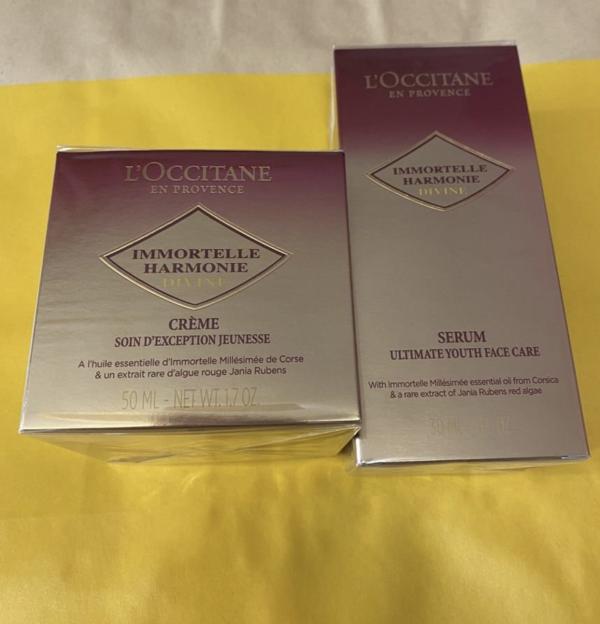 L'OCCITANE
EN PROVENCE
IMMORTELLE
HARMONIE
DIVINE
CRÈME
SOIN D'EXCEPTION JEUNESSE
A l'huile essentielle d'Immortelle Millésimée de Corse
& un extrait rare d'algue rouge Jania Rubens
50 ML - NET WT. 1.7 OZ.
L'OCCITANE
EN PROVENCE
IMMORTELLE
HARMONIE
DIVINE
SERUM
ULTIMATE YOUTH FACE CARE
With Immortelle Millésimée essential oil from Corsica
& a rare extract of Jania Rubens red algae
30 ML